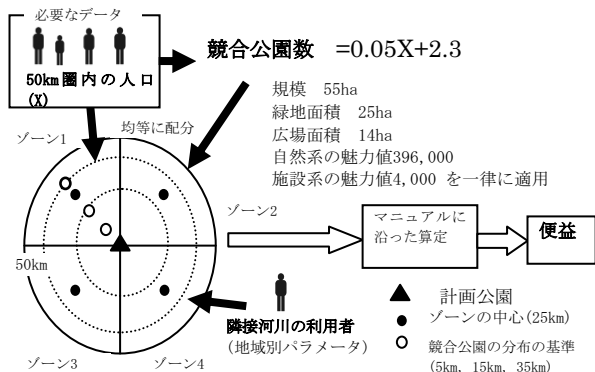 必要なデータ
50km圏内の人口
(X)
競合公園数 =0.05X+2.3
規模 55ha
緑地面積 25ha
広場面積 14ha
自然系の魅力値396,000
施設系の魅力値4,000 を一律に適用
均等に配分
ゾーン1
ゾーン2
50km
マニュアルに
沿った算定
便益
隣接河川の利用者
(地域別パラメータ)
計画公園
ゾーンの中心(25km)
競合公園の分布の基準
(5km, 15km, 35km)
ゾーン3
ゾーン4